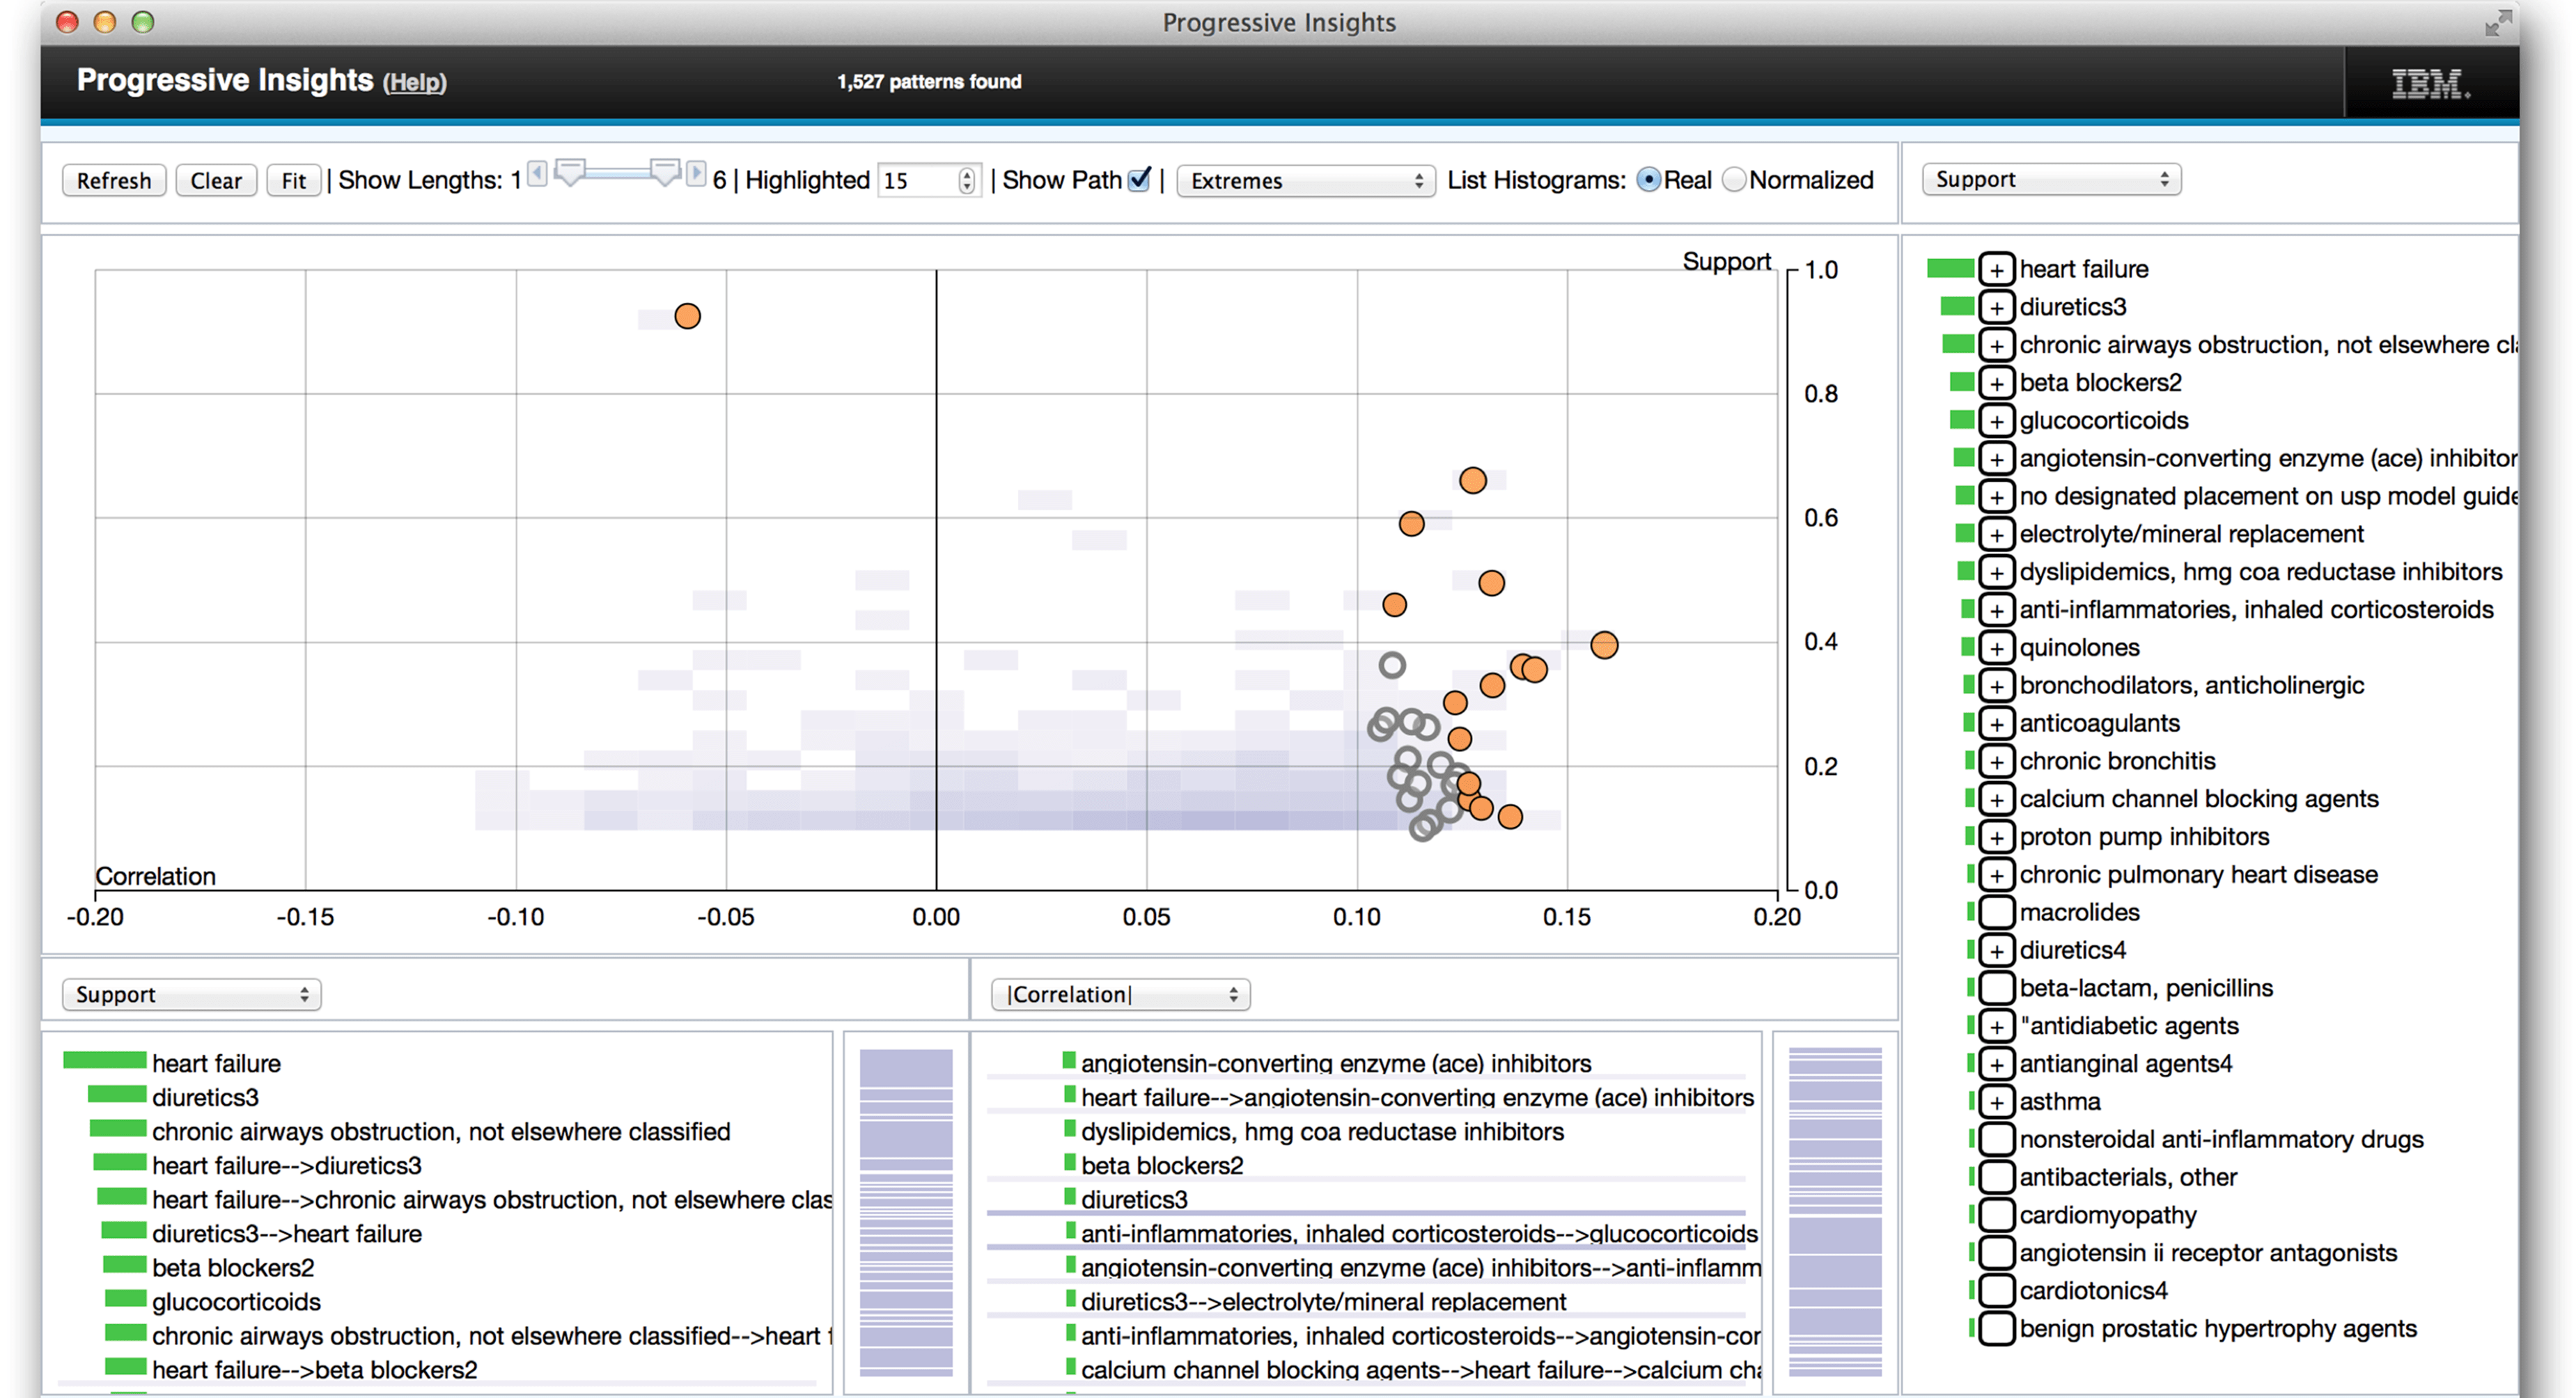 Progressive Insights
Progressive Insights (Help)
1,527 patterns found
IBM.
Refresh Clear Fit | Show Lengths: 1 6 | Highlighted 15 | Show Path | Extremes List Histograms: Real Normalized
Support
Support
1.0
0.8
0.6
0.4
0.2
0.0
Correlation
-0.20 -0.15 -0.10 -0.05 0.00 0.05 0.10 0.15 0.20
+ heart failure
+ diuretics3
+ chronic airways obstruction, not elsewhere cl
+ beta blockers2
+ glucocorticoids
+ angiotensin-converting enzyme (ace) inhibitor
+ no designated placement on usp model guide
+ electrolyte/mineral replacement
+ dyslipidemics, hmg coa reductase inhibitors
+ anti-inflammatories, inhaled corticosteroids
+ quinolones
+ bronchodilators, anticholinergic
+ anticoagulants
+ chronic bronchitis
+ calcium channel blocking agents
+ proton pump inhibitors
+ chronic pulmonary heart disease
macrolides
+ diuretics4
beta-lactam, penicillins
+ "antidiabetic agents
+ antianginal agents4
+ asthma
nonsteroidal anti-inflammatory drugs
antibacterials, other
cardiomyopathy
angiotensin ii receptor antagonists
cardiotonics4
benign prostatic hypertrophy agents
Support
heart failure
diuretics3
chronic airways obstruction, not elsewhere classified
heart failure-->diuretics3
heart failure-->chronic airways obstruction, not elsewhere clas
diuretics3-->heart failure
beta blockers2
glucocorticoids
chronic airways obstruction, not elsewhere classified-->heart f
heart failure-->beta blockers2
|Correlation|
angiotensin-converting enzyme (ace) inhibitors
heart failure-->angiotensin-converting enzyme (ace) inhibitors
dyslipidemics, hmg coa reductase inhibitors
beta blockers2
diuretics3
anti-inflammatories, inhaled corticosteroids-->glucocorticoids
angiotensin-converting enzyme (ace) inhibitors-->anti-inflamm
diuretics3-->electrolyte/mineral replacement
anti-inflammatories, inhaled corticosteroids-->angiotensin-cor
calcium channel blocking agents-->heart failure-->calcium cha